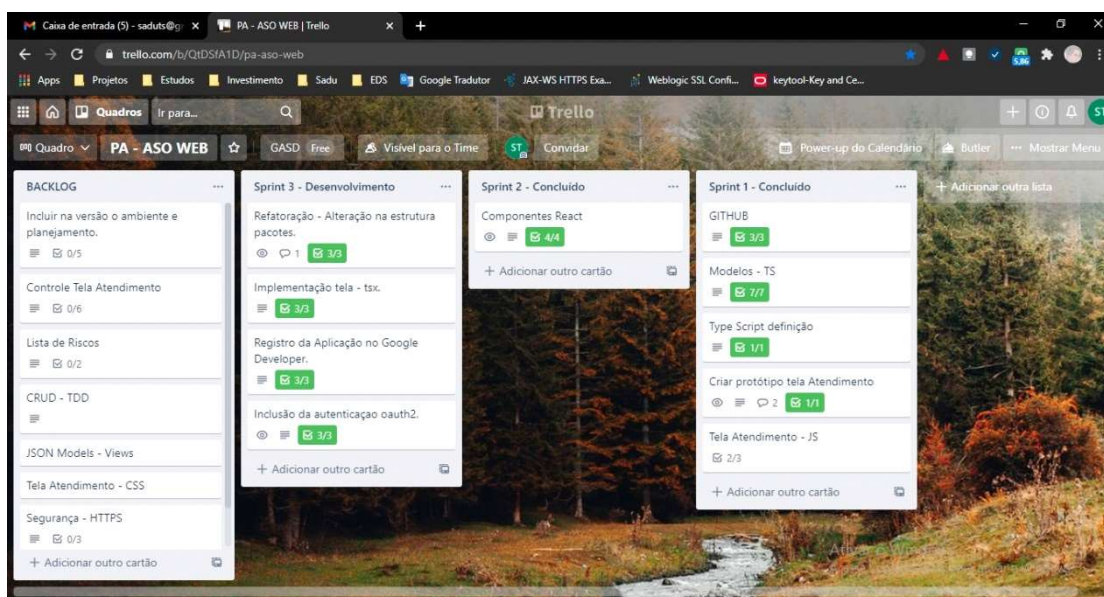 Caixa de entrada (5) - saduts@g
PA - ASO WEB | Trello
trello.com/b/QtDSfA1D/pa-aso-web
5,86
Apps
Projetos
Estudos
Investimento
Sadu
EDS
Google Tradutor
JAX-WS HTTPS Exa...
Weblogic SSL Confi...
keytool-Key and Ce...
Quadros
Ir para...
Trello
ST
Quadro
PA - ASO WEB
GASD Free
Visível para o Time
ST
Convidar
Power-up do Calendário
Butler
... Mostrar Menu
BACKLOG ...
Incluir na versão o ambiente e
planejamento.
0/5
Controle Tela Atendimento
0/6
Lista de Riscos
0/2
CRUD - TDD
JSON Models - Views
Tela Atendimento - CSS
Segurança - HTTPS
0/3
+ Adicionar outro cartão
Sprint 3 - Desenvolvimento ...
Refatoração - Alteração na estrutura
pacotes.
1 3/3
Implementação tela - tsx.
3/3
Registro da Aplicação no Google
Developer.
3/3
Inclusão da autenticaçao oauth2.
3/3
+ Adicionar outro cartão
Sprint 2 - Concluído ...
Componentes React
4/4
+ Adicionar outro cartão
Sprint 1 - Concluído ...
GITHUB
3/3
Modelos - TS
7/7
Type Script definição
1/1
Criar protótipo tela Atendimento
2 1/1
Tela Atendimento - JS
2/3
+ Adicionar outro cartão
+ Adicionar outra lista